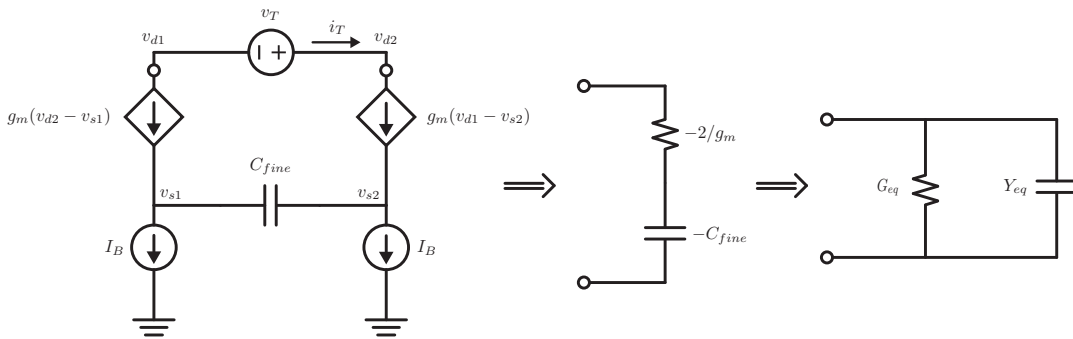 v_T
i_T
v_{d1}
v_{d2}
g_m(v_{d2} − v_{s1})
g_m(v_{d1} − v_{s2})
C_{fine}
v_{s1}
v_{s2}
I_B
I_B
−2/g_m
−C_{fine}
G_{eq}
Y_{eq}